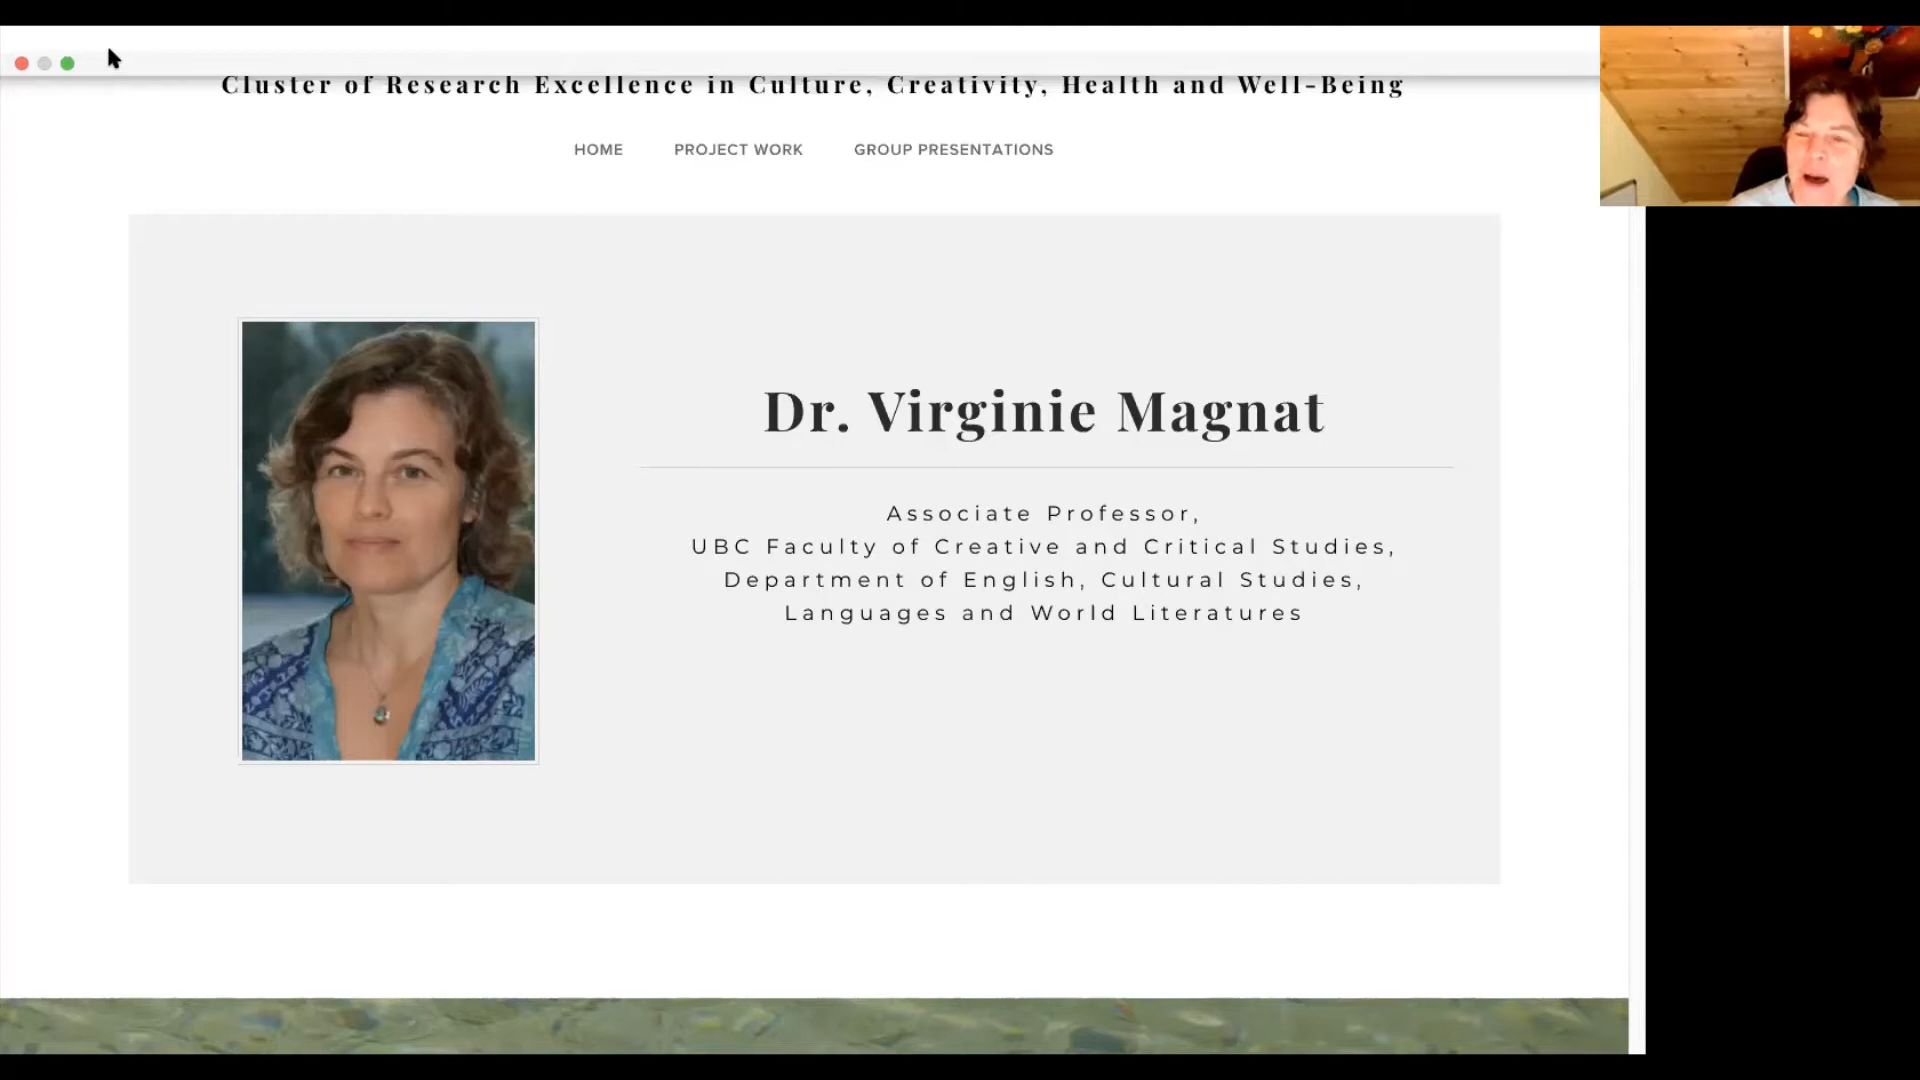 Cluster of Research Excellence in Culture, Creativity, Health and Well-Being
HOME PROJECT WORK GROUP PRESENTATIONS
Dr. Virginie Magnat
Associate Professor,
UBC Faculty of Creative and Critical Studies,
Department of English, Cultural Studies,
Languages and World Literatures